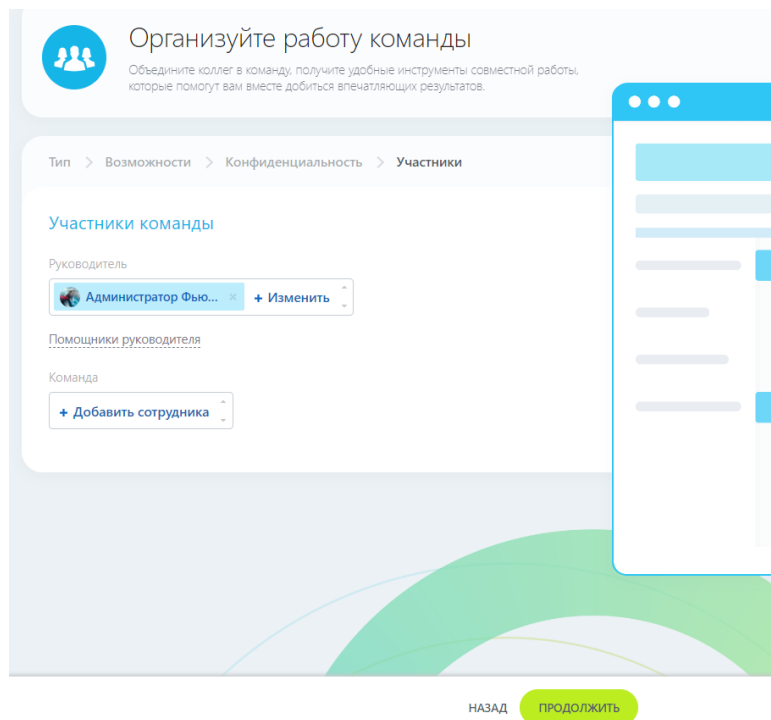 Организуйте работу команды
Объедините коллег в команду, получите удобные инструменты совместной работы,
которые помогут вам вместе добиться впечатляющих результатов.
Тип > Возможности > Конфиденциальность > Участники
Участники команды
Руководитель
Администратор Фью... × + Изменить
Помощники руководителя
Команда
+ Добавить сотрудника
НАЗАД ПРОДОЛЖИТЬ